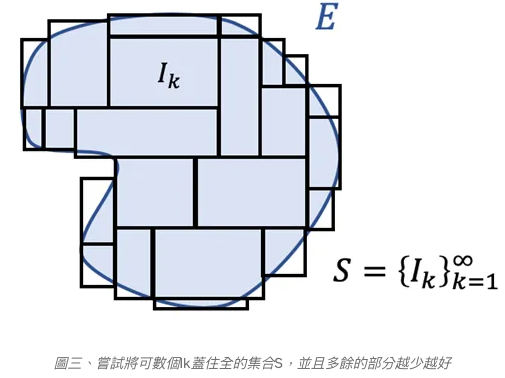 E
I_k
S = {I_k}_{k=1}^∞
圖三、嘗試將可數個Ik蓋住全的集合S，並且多餘的部分越少越好